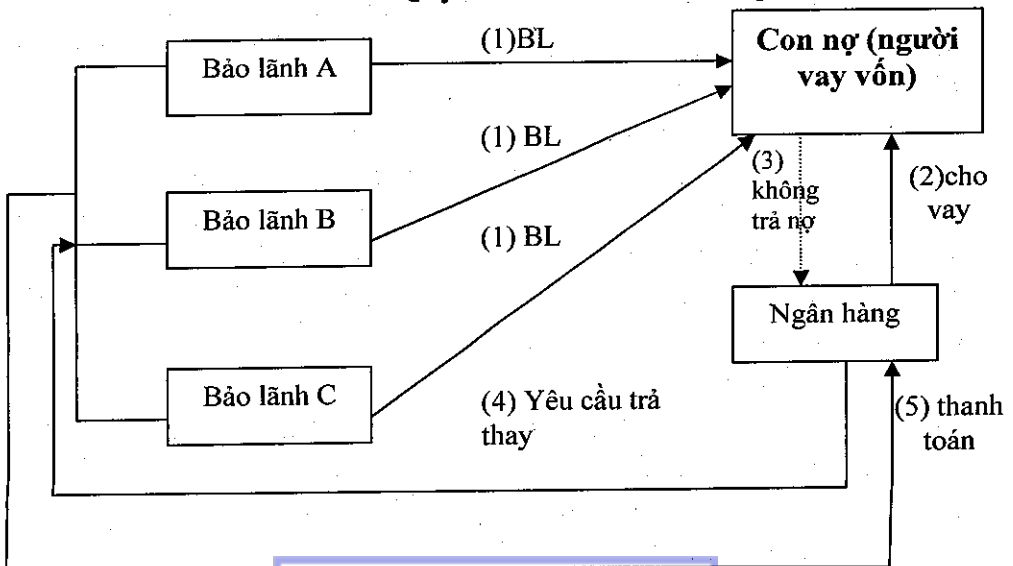 (1)BL
Con nợ (người
vay vốn)
Bảo lãnh A
(1) BL
(3)
không
trả nợ
(2)cho
vay
Bảo lãnh B
(1) BL
Ngân hàng
Bảo lãnh C
(4) Yêu cầu trả
thay
(5) thanh
toán